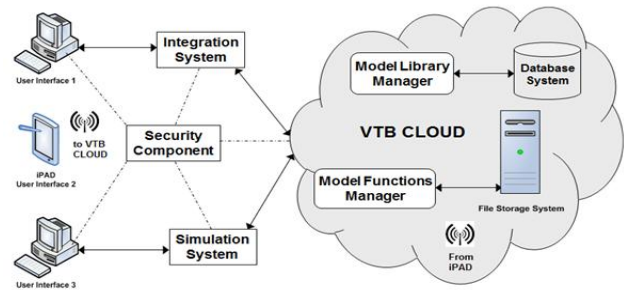 User Interface 1
Integration
System
to VTB
CLOUD
iPAD
User Interface 2
Security
Component
User Interface 3
Simulation
System
Model Library
Manager
Database
System
VTB CLOUD
Model Functions
Manager
File Storage System
From
iPAD